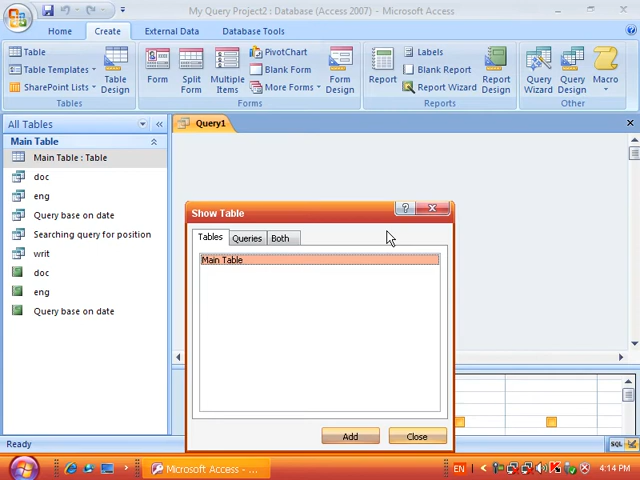 My Query Project2 : Database (Access 2007) - Microsoft Access
Home Create External Data Database Tools
Table
Table Templates
SharePoint Lists
Table Design
Tables
Form
Split Form
Multiple Items
PivotChart
Blank Form
More Forms
Form Design
Forms
Report
Labels
Blank Report
Report Wizard
Report Design
Reports
Query Wizard
Query Design
Macro
Other
All Tables
Main Table
Main Table : Table
doc
eng
Query base on date
Searching query for position
writ
doc
eng
Query base on date
Query1
Show Table
Tables Queries Both
Main Table
Add Close
Ready
SQL
start
Microsoft Access - ...
EN
4:14 PM